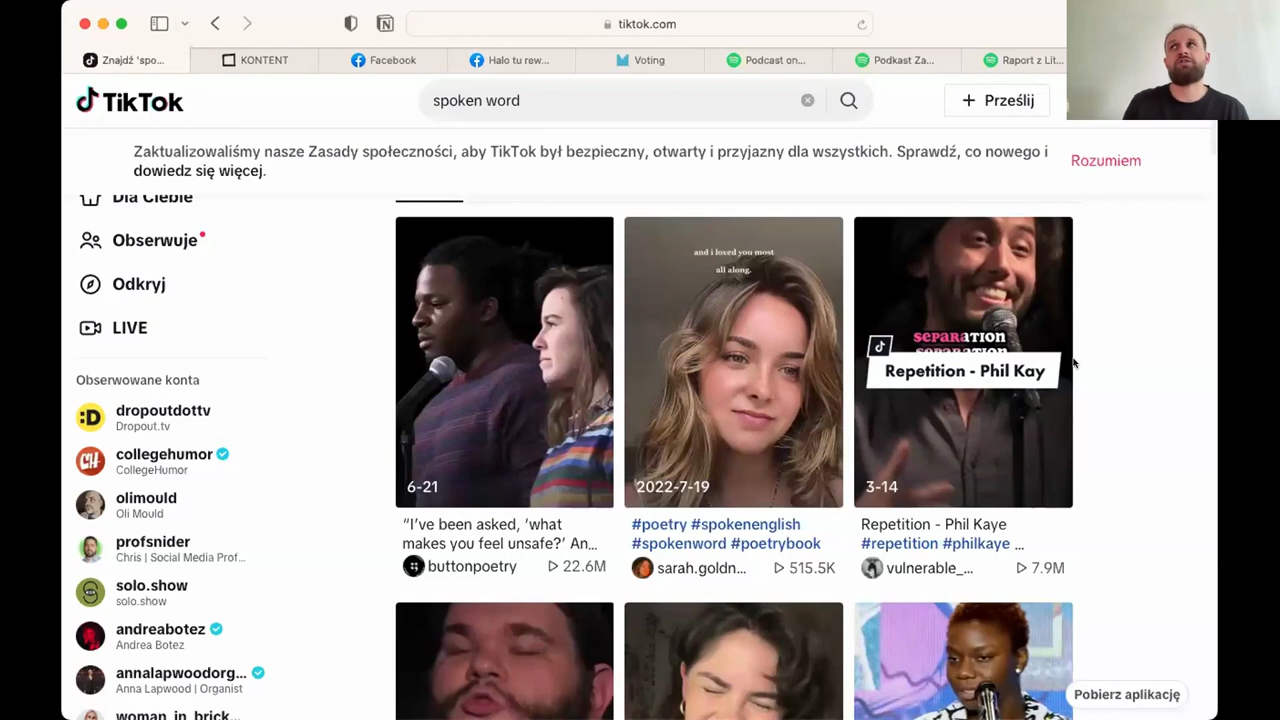 tiktok.com
Znajdź 'spo...
KONTENT
Facebook
Halo tu rew...
Voting
Podcast on...
Podkast Za...
Raport z Lit...
TikTok
spoken word
+ Prześlij
Zaktualizowaliśmy nasze Zasady społeczności, aby TikTok był bezpieczny, otwarty i przyjazny dla wszystkich. Sprawdź, co nowego i
dowiedz się więcej.
Rozumiem
Dla Ciebie
Obserwuje
Odkryj
LIVE
Obserwowane konta
:D
dropoutdottv
Dropout.tv
CH
collegehumor
CollegeHumor
olimould
Oli Mould
profsnider
Chris | Social Media Prof...
solo.show
solo.show
andreabotez
Andrea Botez
annalapwoodorg...
Anna Lapwood | Organist
woman_in_brick...
6-21
"I've been asked, 'what
makes you feel unsafe?' An...
buttonpoetry
22.6M
and i loved you most
all along.
2022-7-19
#poetry #spokenenglish
#spokenword #poetrybook
sarah.goldn...
515.5K
separation
separation
Repetition - Phil Kay
3-14
Repetition - Phil Kaye
#repetition #philkaye ...
vulnerable_...
7.9M
Pobierz aplikację